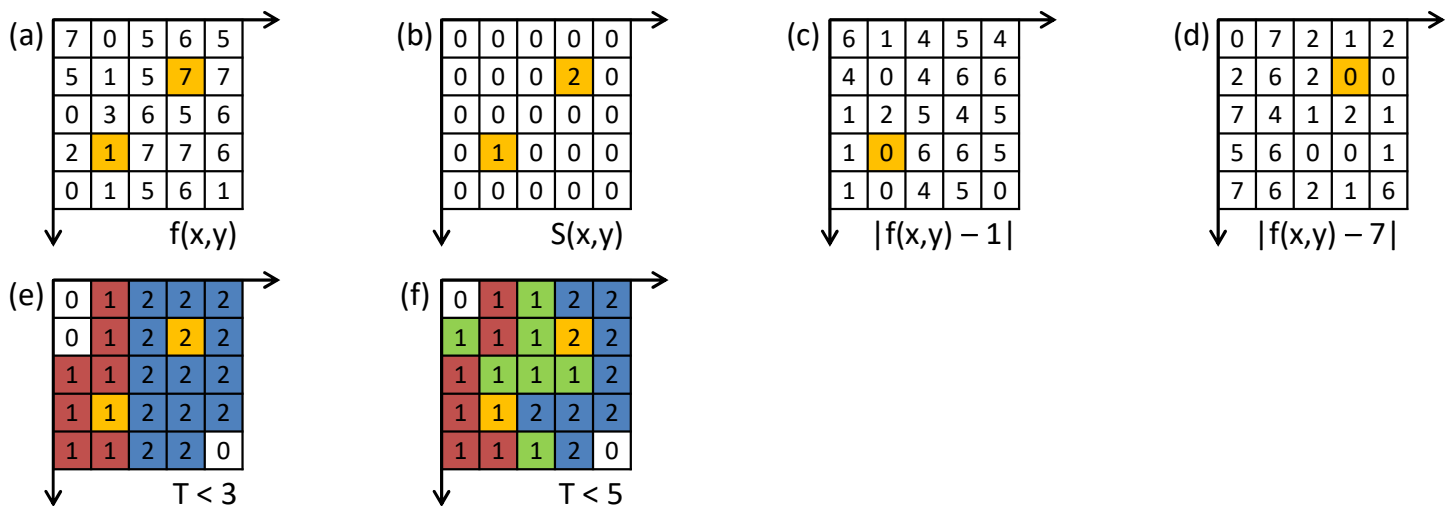 (a) (b) (c) (d)
7 0 5 6 5 0 0 0 0 0 6 1 4 5 4 0 7 2 1 2
5 1 5 7 7 0 0 0 2 0 4 0 4 6 6 2 6 2 0 0
0 3 6 5 6 0 0 0 0 0 1 2 5 4 5 7 4 1 2 1
2 1 7 7 6 0 1 0 0 0 1 0 6 6 5 5 6 0 0 1
0 1 5 6 1 0 0 0 0 0 1 0 4 5 0 7 6 2 1 6
f(x,y) S(x,y) |f(x,y) – 1| |f(x,y) – 7|
(e) (f)
0 1 2 2 2 0 1 1 2 2
0 1 2 2 2 1 1 1 2 2
1 1 2 2 2 1 1 1 1 2
1 1 2 2 2 1 1 2 2 2
1 1 2 2 0 1 1 1 2 0
T < 3 T < 5